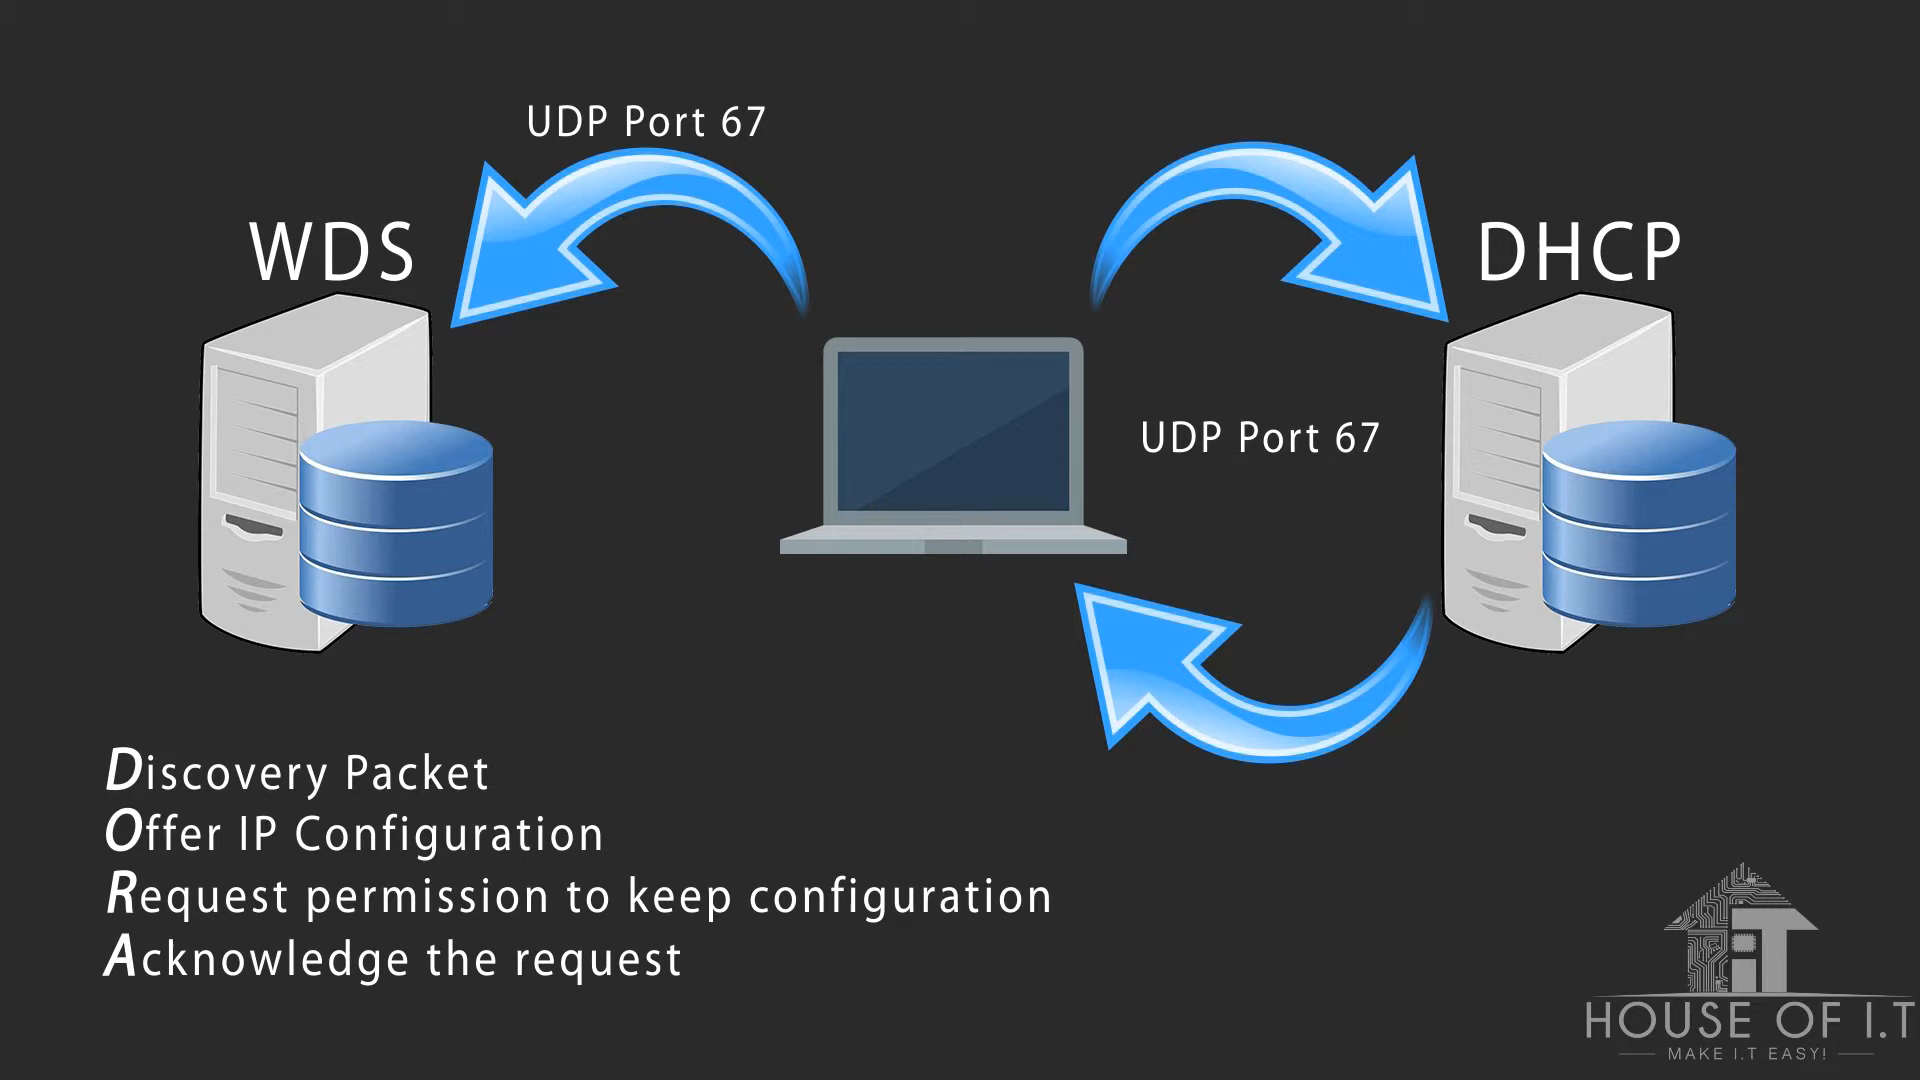 UDP Port 67
WDS
DHCP
UDP Port 67
Discovery Packet
Offer IP Configuration
Request permission to keep configuration
Acknowledge the request
iT
HOUSE OF I.T
MAKE I.T EASY!